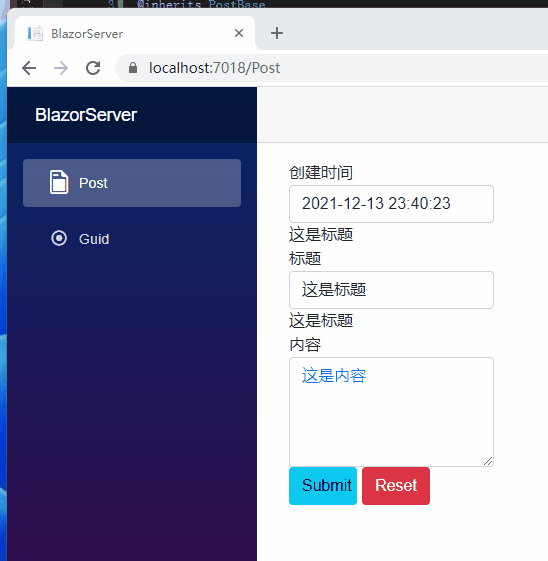 3 @inherits PostBase
BlazorServer
localhost:7018/Post
BlazorServer
Post
Guid
创建时间
2021-12-13 23:40:23
这是标题
标题
这是标题
这是标题
内容
这是内容
Submit Reset